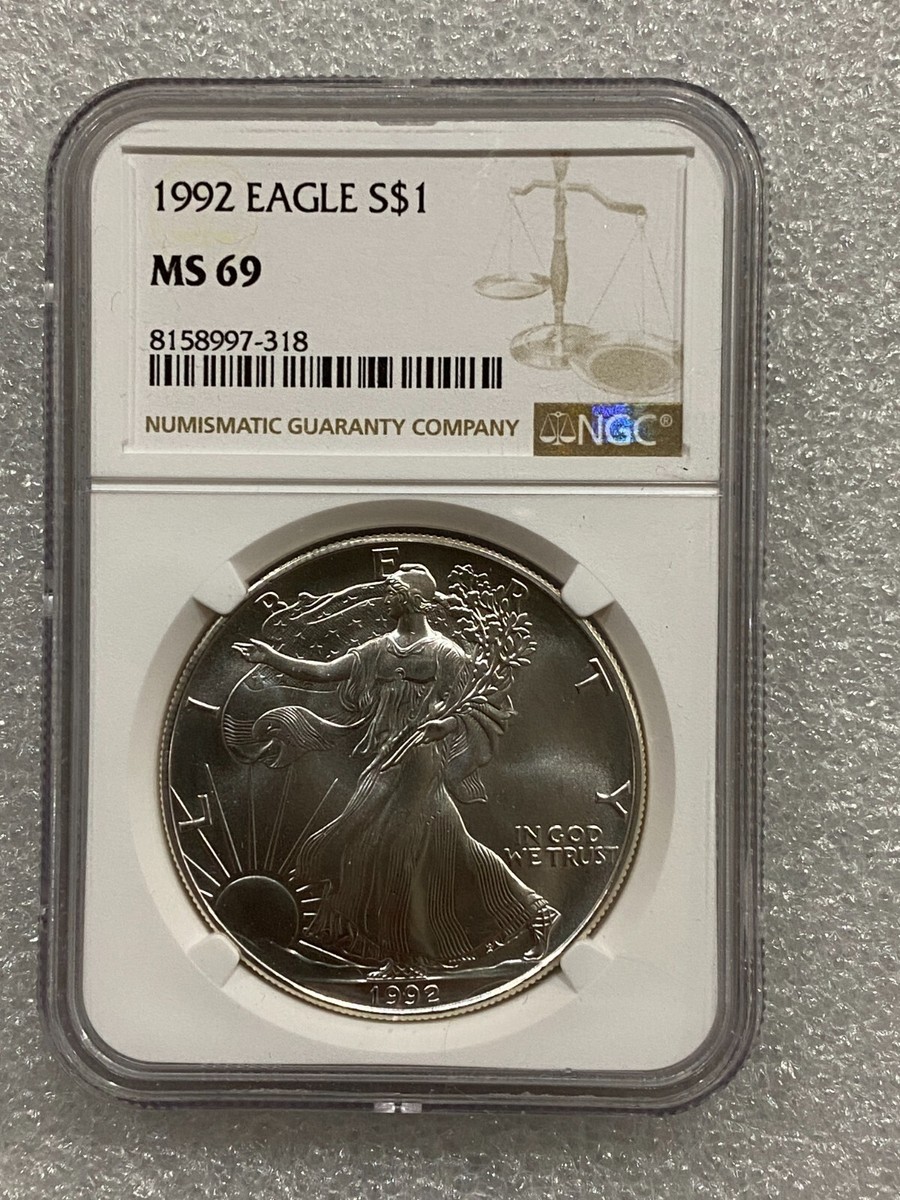 1992 EAGLE S$1
MS 69
8158997-318
NUMISMATIC GUARANTY COMPANY
NGC®
LIBERTY
IN GOD
WE TRUST
1992